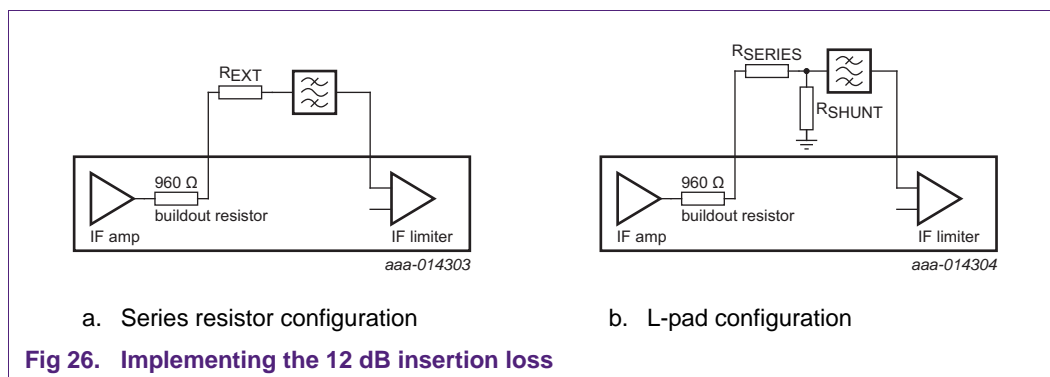 REXT
960 Ω
buildout resistor
IF amp
IF limiter
aaa-014303
RSERIES
RSHUNT
960 Ω
buildout resistor
IF amp
IF limiter
aaa-014304
a. Series resistor configuration
b. L-pad configuration
Fig 26. Implementing the 12 dB insertion loss